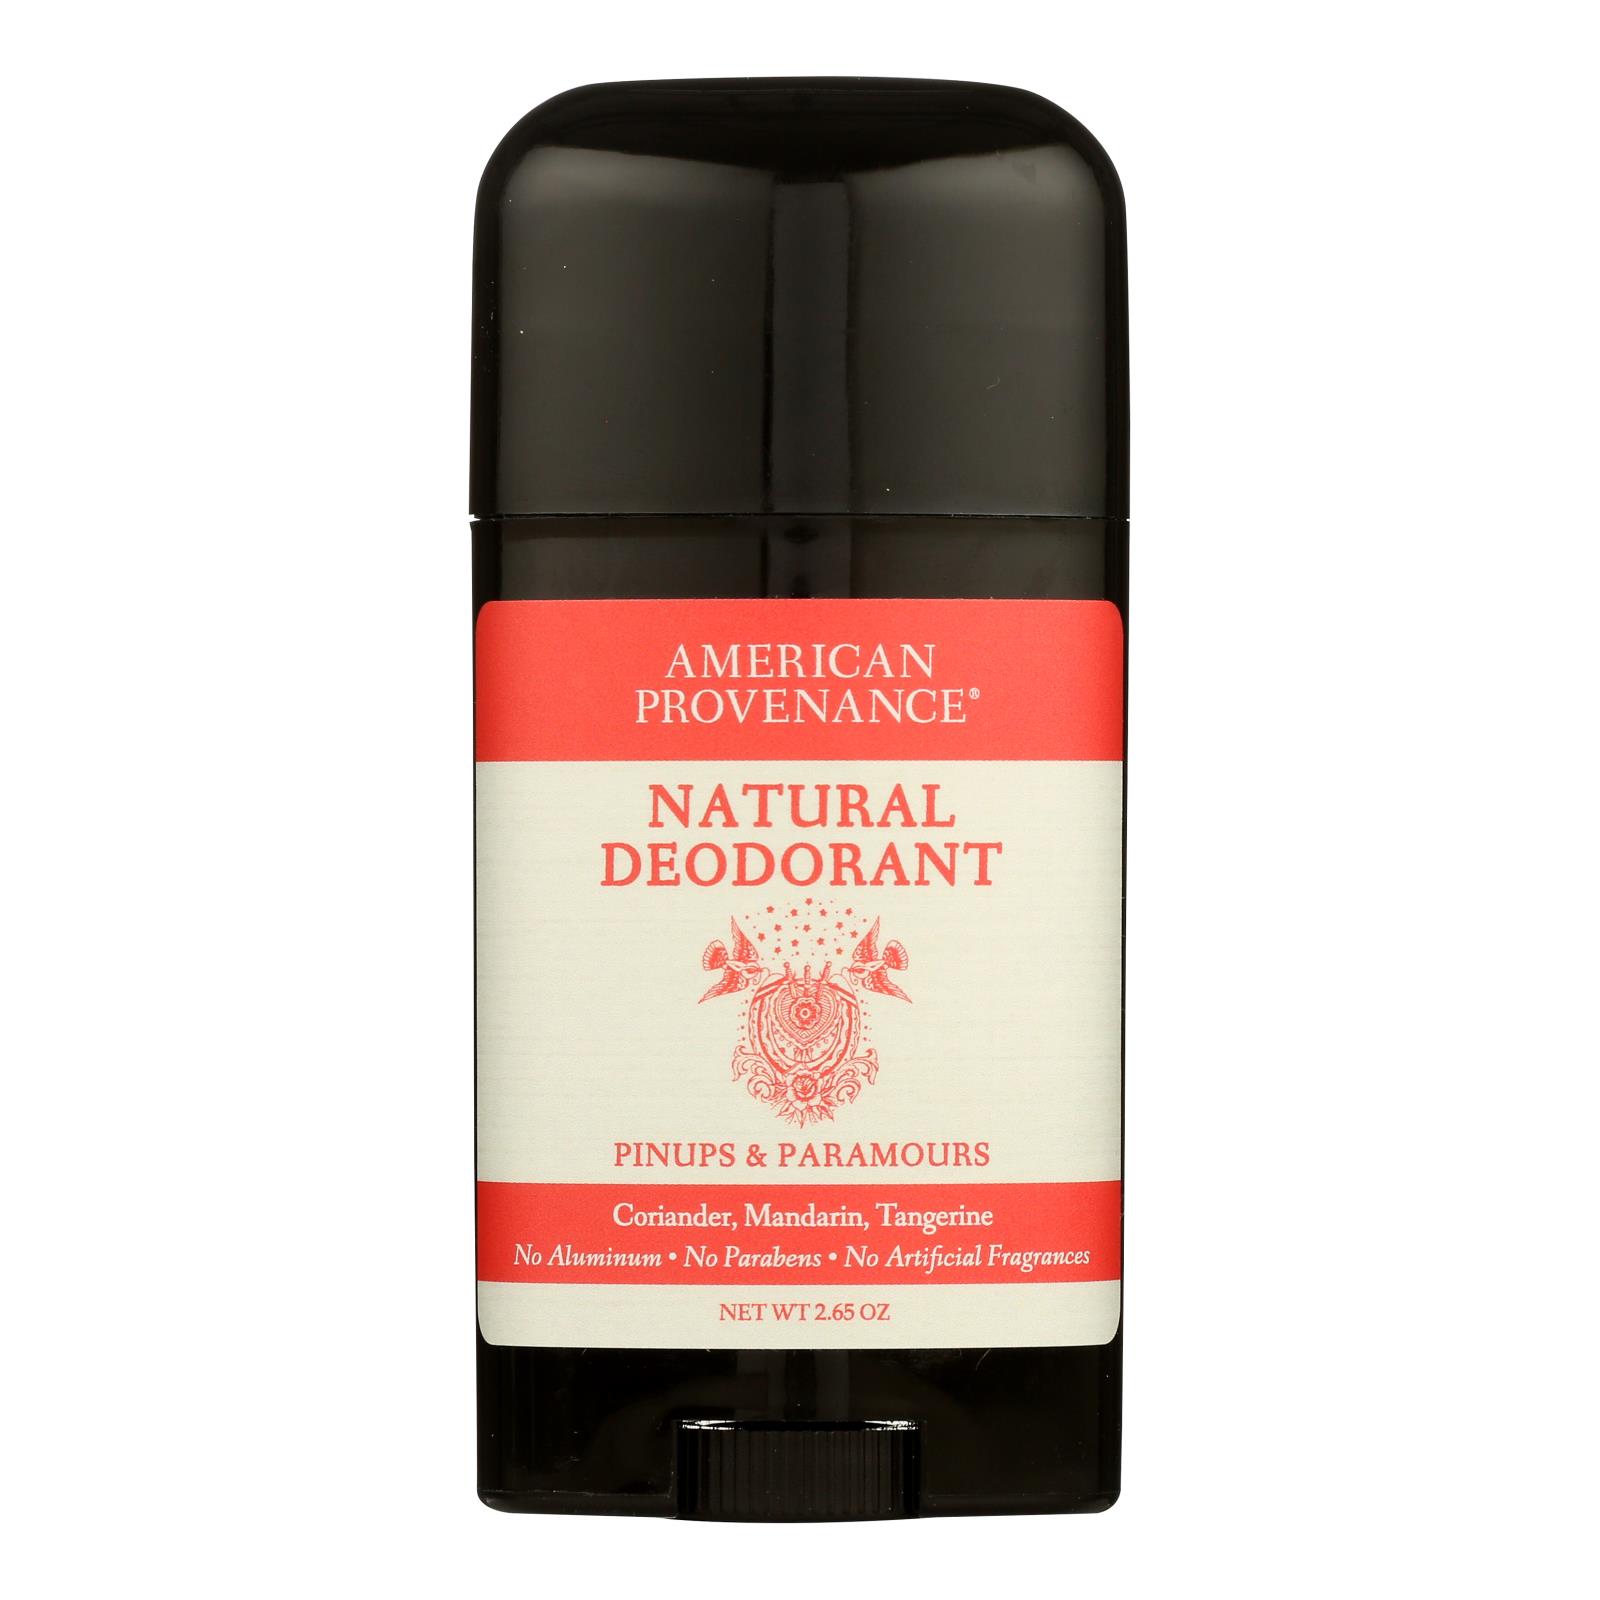 AMERICAN
PROVENANCE®
NATURAL
DEODORANT
PINUPS & PARAMOURS
Coriander, Mandarin, Tangerine
No Aluminum • No Parabens • No Artificial Fragrances
NET WT 2.65 OZ